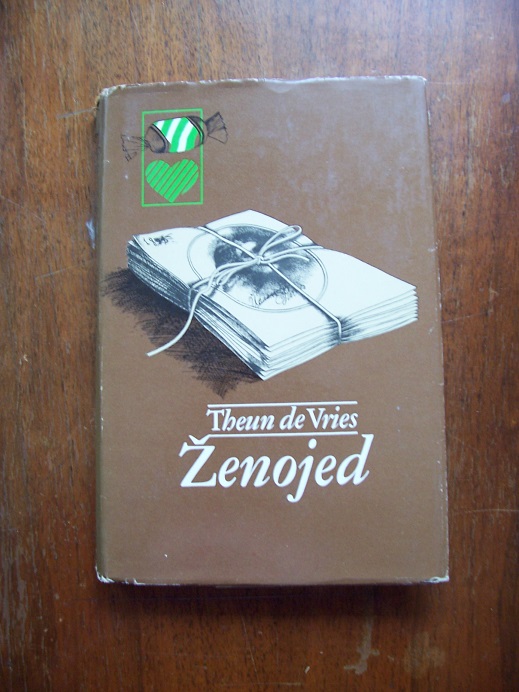 Theun de Vries
Ženojed